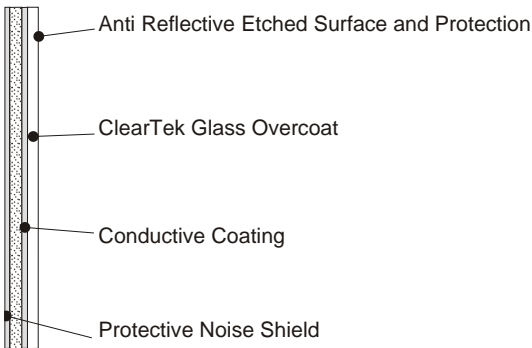 Anti Reflective Etched Surface and Protection
ClearTek Glass Overcoat
Conductive Coating
Protective Noise Shield